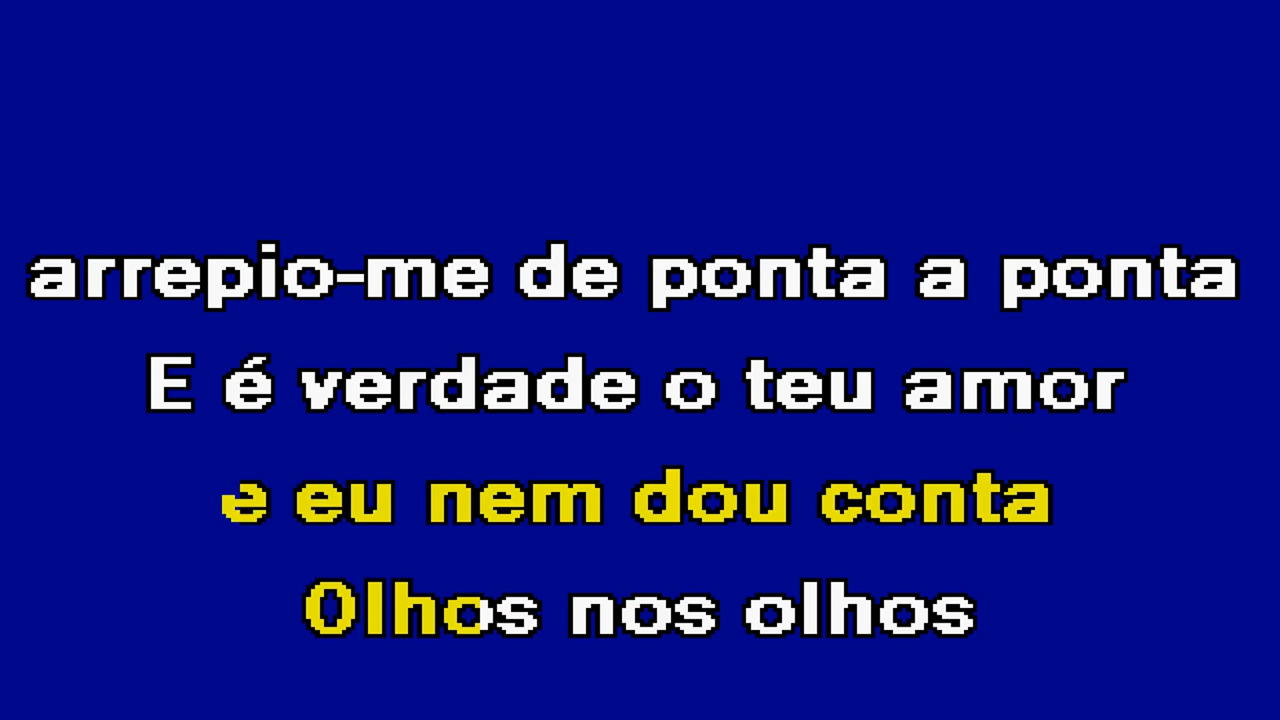 arrepio-me de ponta a ponta
E é verdade o teu amor
e eu nem dou conta
Olhos nos olhos